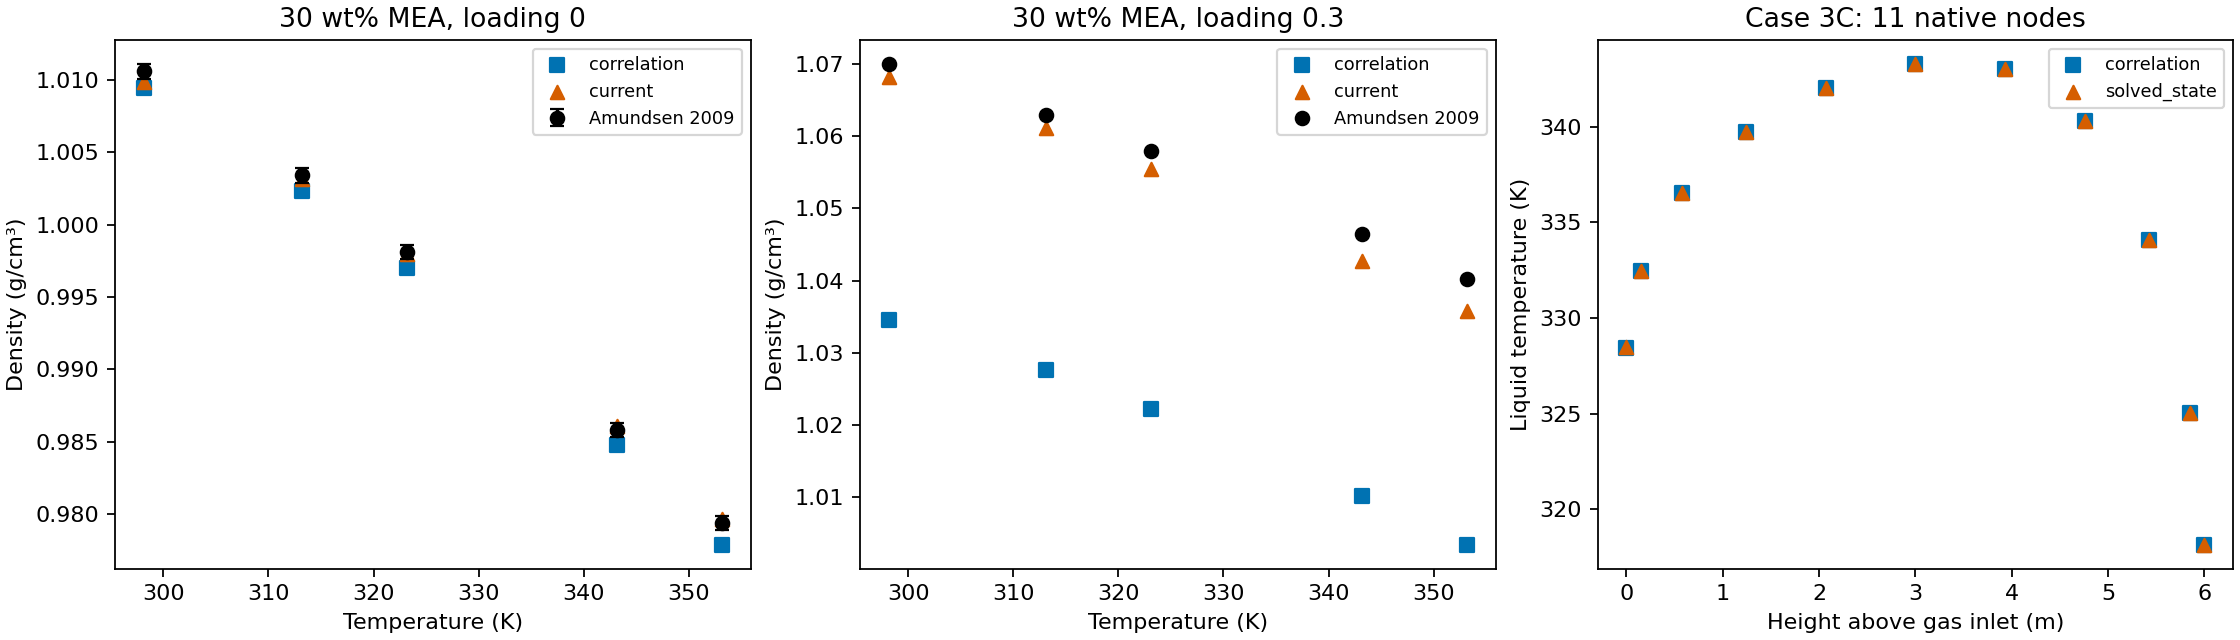 30 wt% MEA, loading 0
Density (g/cm³)
1.010
1.005
1.000
0.995
0.990
0.985
0.980
correlation
current
Amundsen 2009
300 310 320 330 340 350
Temperature (K)
30 wt% MEA, loading 0.3
Density (g/cm³)
1.07
1.06
1.05
1.04
1.03
1.02
1.01
correlation
current
Amundsen 2009
300 310 320 330 340 350
Temperature (K)
Case 3C: 11 native nodes
Liquid temperature (K)
340
335
330
325
320
correlation
solved_state
0 1 2 3 4 5 6
Height above gas inlet (m)